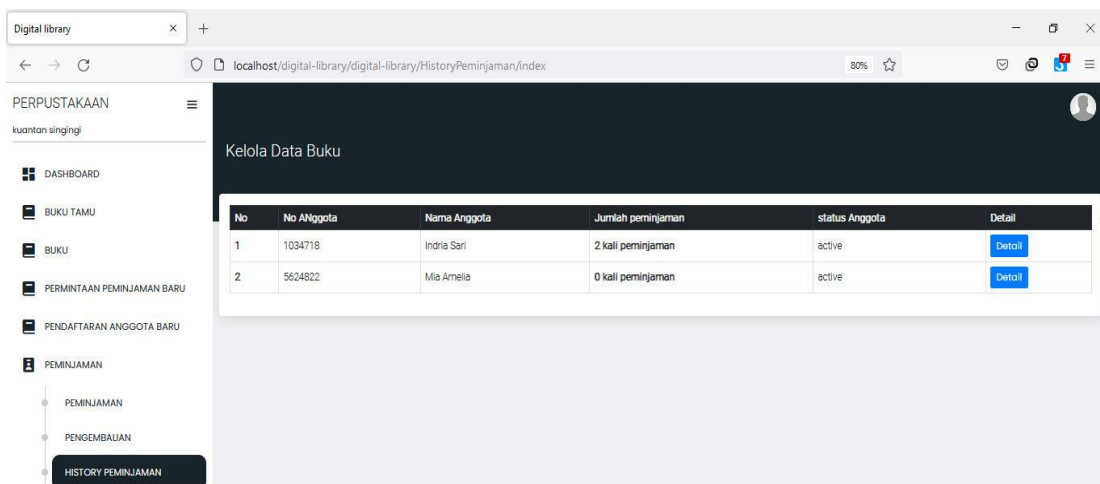 Digital library
localhost/digital-library/digital-library/HistoryPeminjaman/index
80%
7
PERPUSTAKAAN
kuantan singingi
DASHBOARD
BUKU TAMU
BUKU
PERMINTAAN PEMINJAMAN BARU
PENDAFTARAN ANGGOTA BARU
PEMINJAMAN
PEMINJAMAN
PENGEMBALIAN
HISTORY PEMINJAMAN
Kelola Data Buku
No No ANggota Nama Anggota Jumlah peminjaman status Anggota Detail
1 1034718 Indria Sari 2 kali peminjaman active Detail
2 5624822 Mia Amelia 0 kali peminjaman active Detail